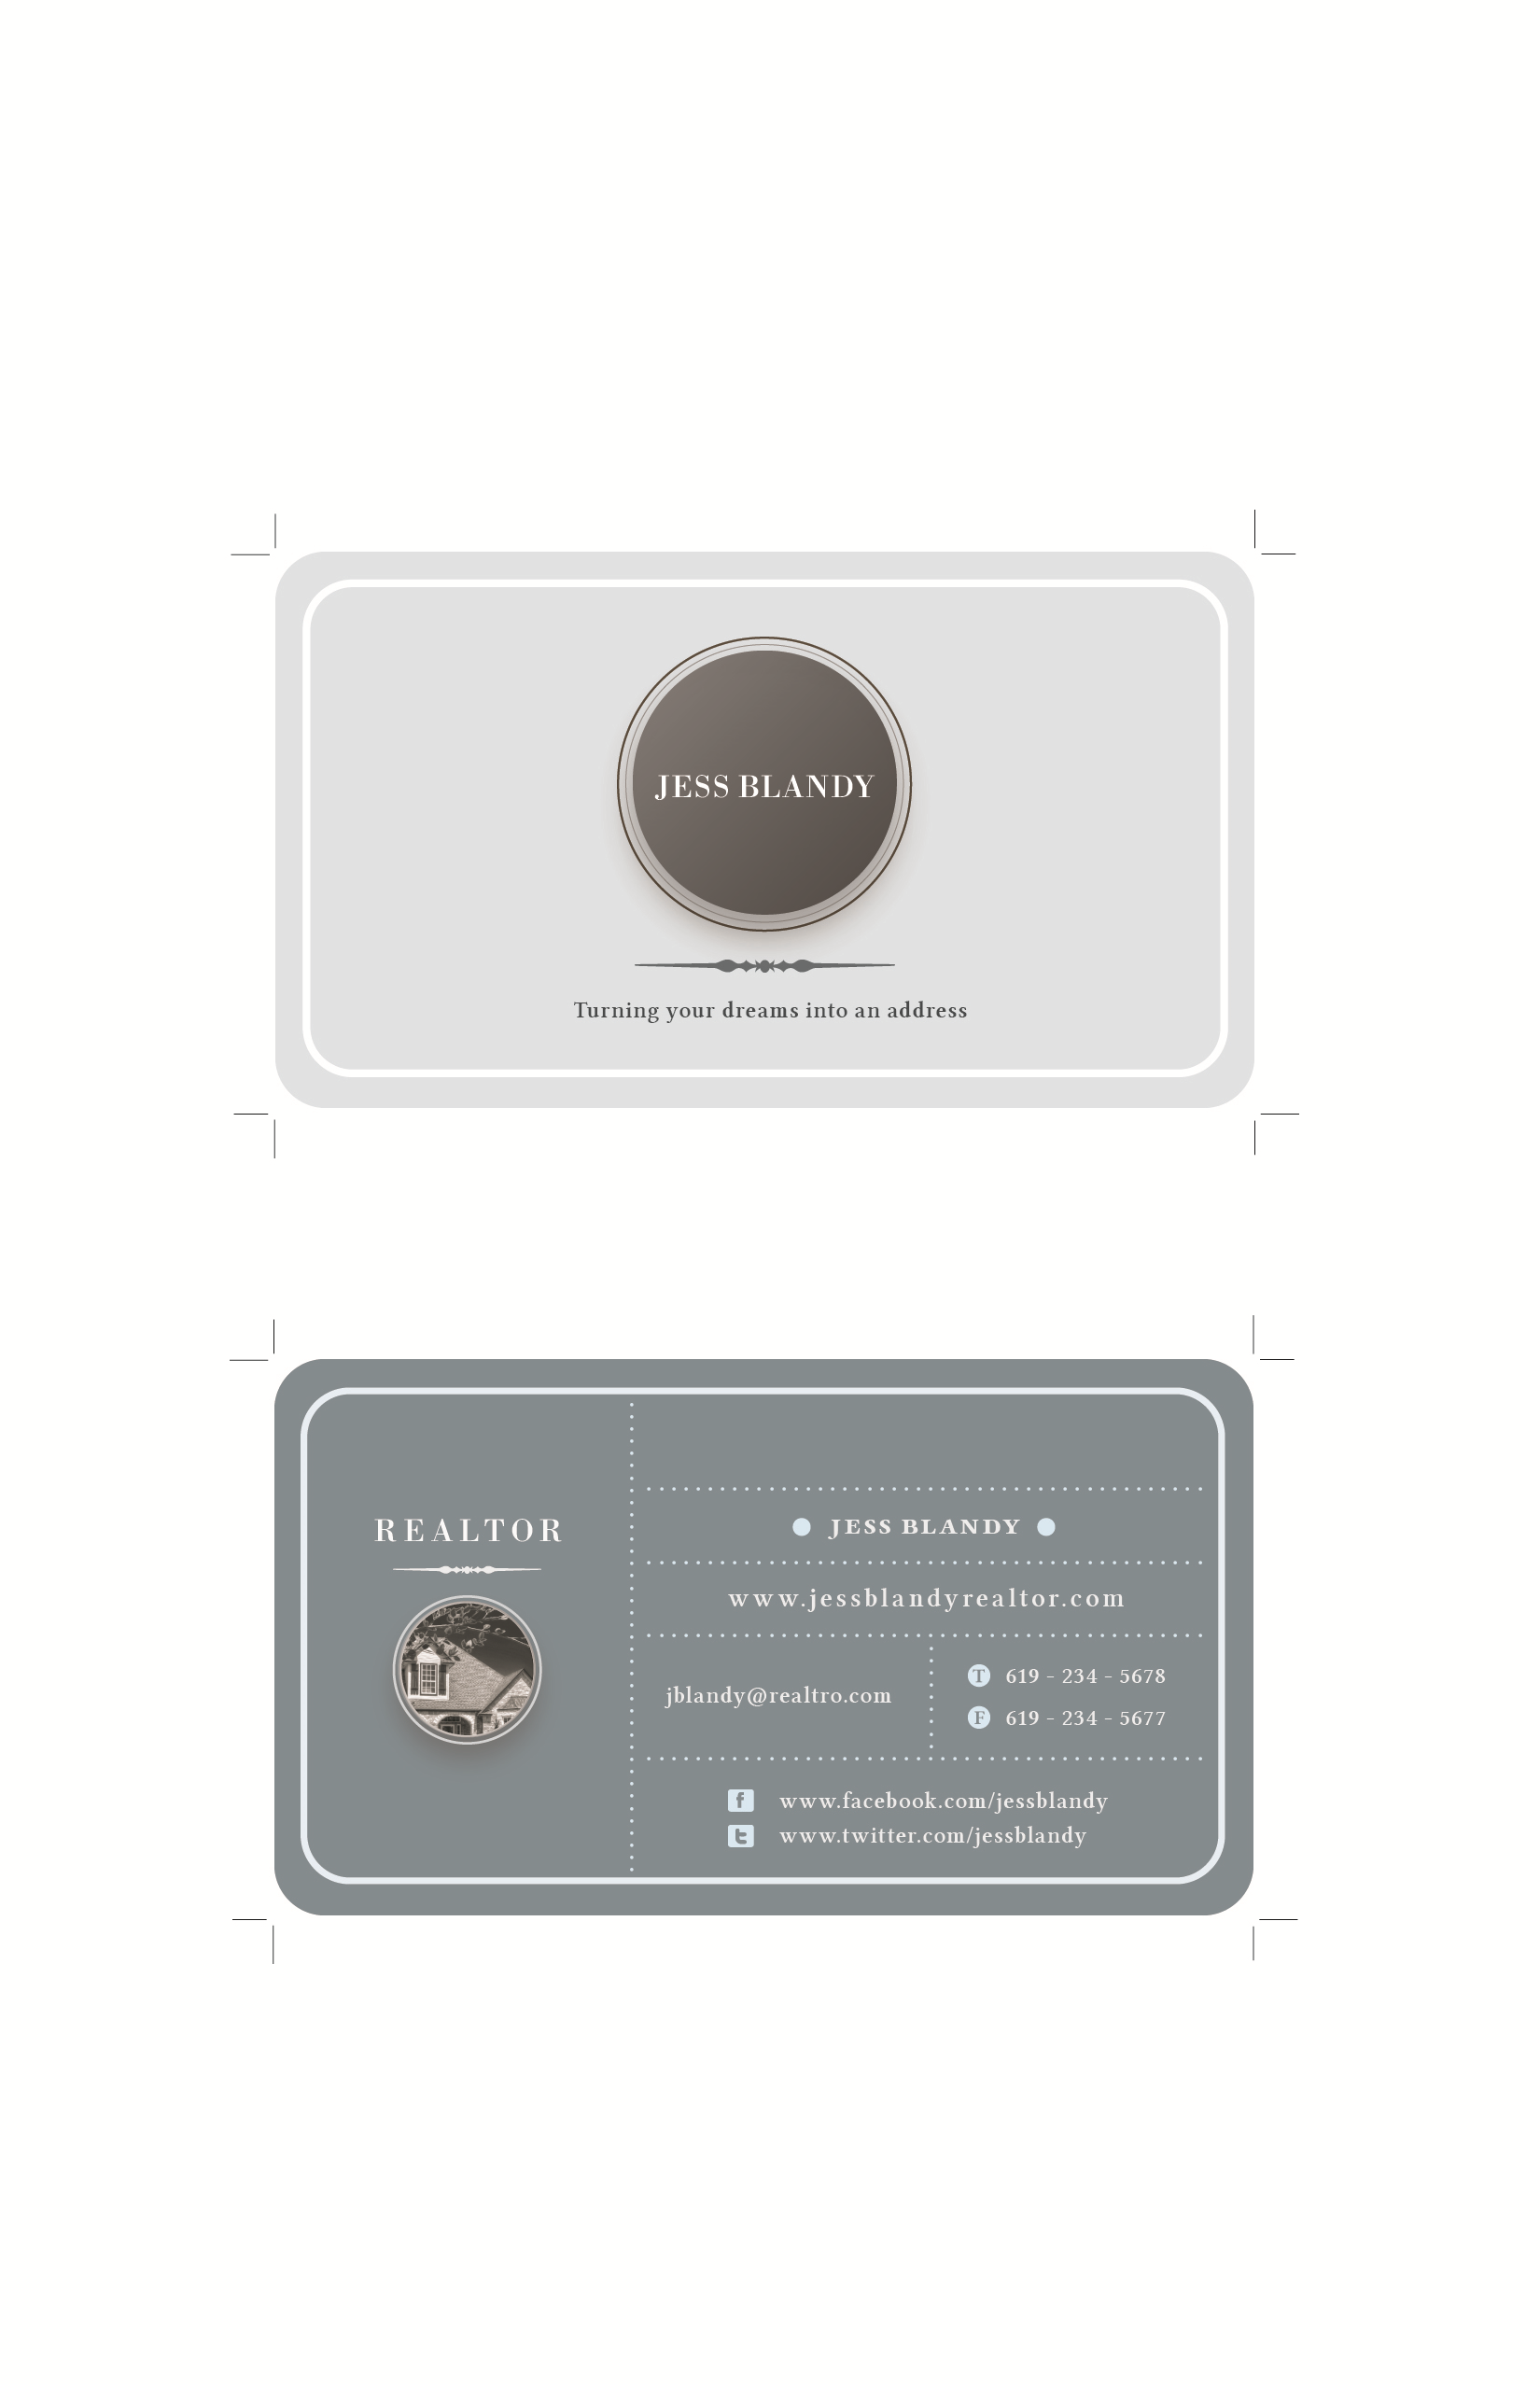 JESS BLANDY
Turning your dreams into an address
REALTOR
JESS BLANDY
www.jessblandyrealtor.com
jblandy@realtro.com
T 619 - 234 - 5678
F 619 - 234 - 5677
f www.facebook.com/jessblandy
t www.twitter.com/jessblandy